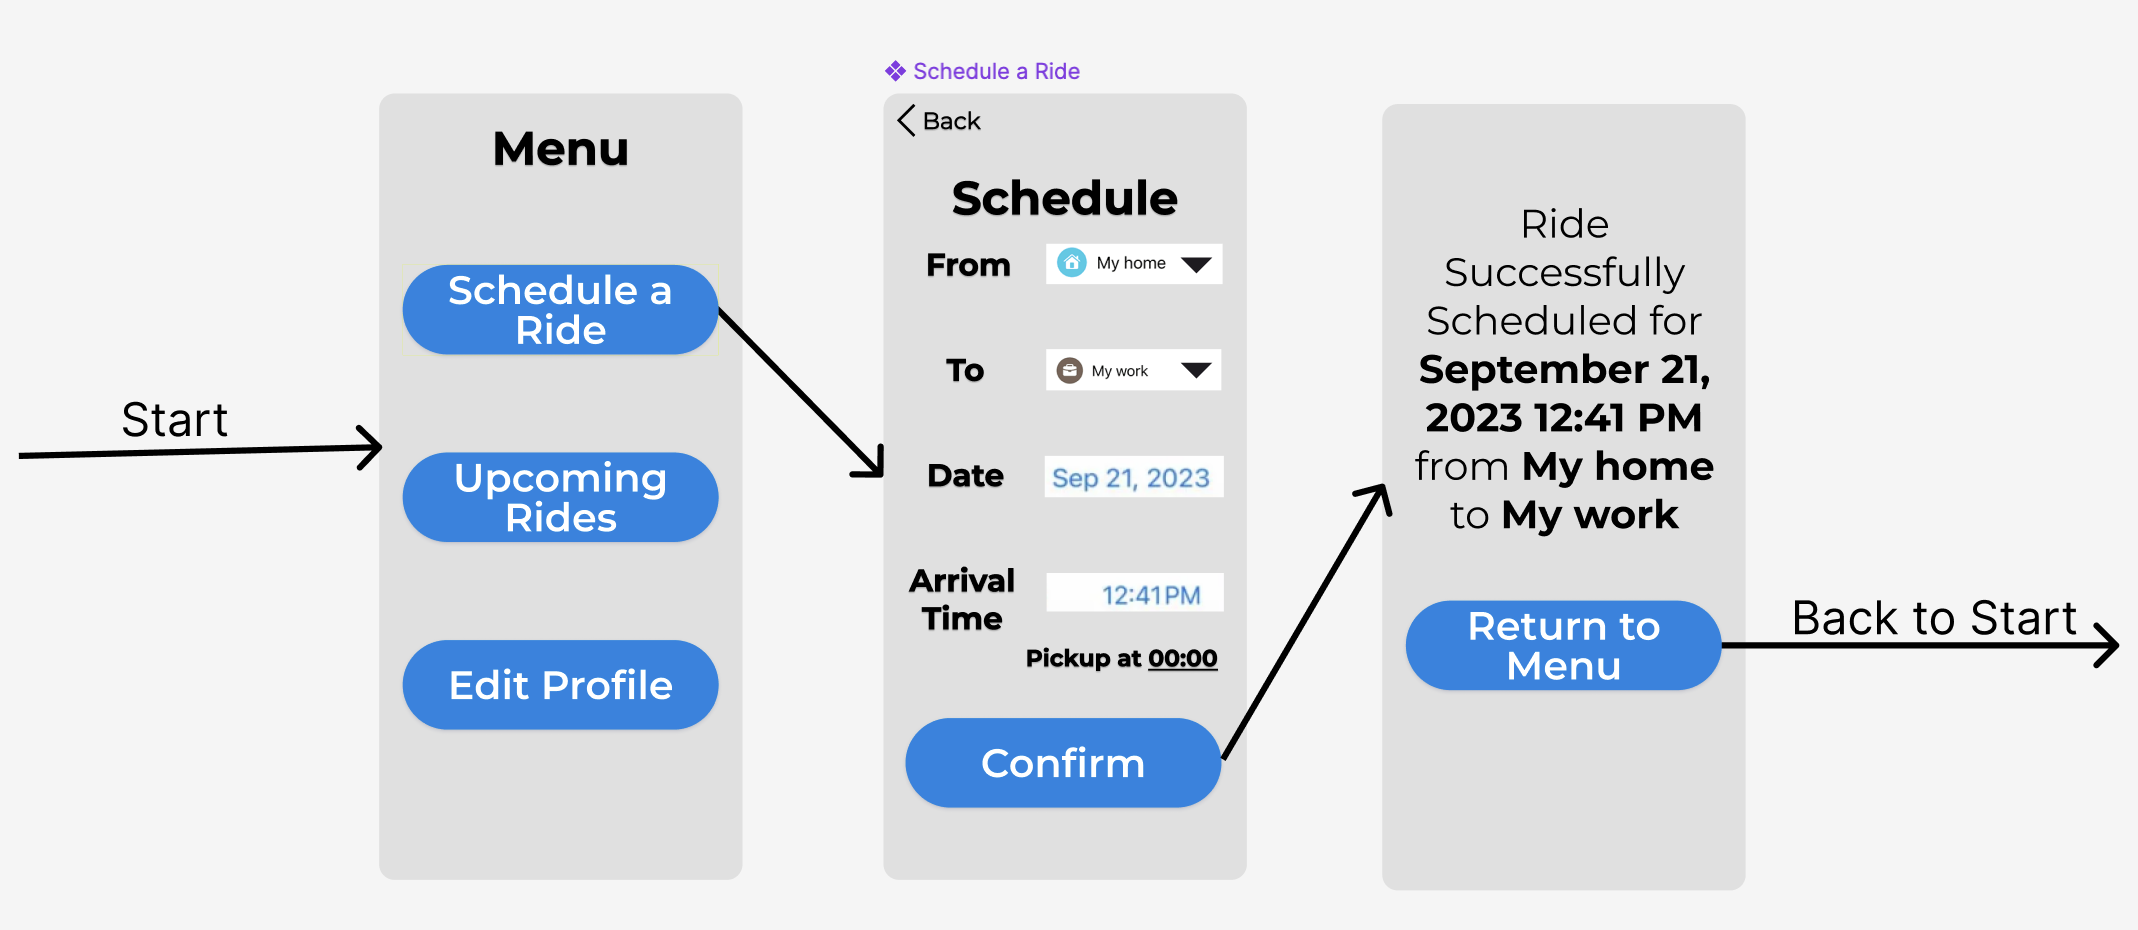 Start
Menu
Schedule a
Ride
Upcoming
Rides
Edit Profile
Schedule a Ride
Back
Schedule
From
My home
To
My work
Date
Sep 21, 2023
Arrival
Time
12:41PM
Pickup at 00:00
Confirm
Ride
Successfully
Scheduled for
September 21,
2023 12:41 PM
from My home
to My work
Return to
Menu
Back to Start